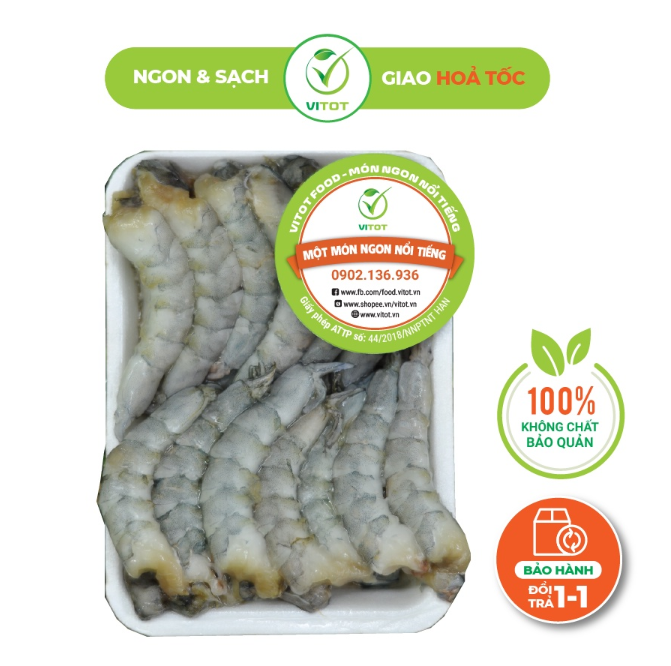 NGON & SẠCH
VITOT
GIAO HOẢ TỐC
VITOT FOOD - MÓN NGON NỔI TIẾNG
VITOT
MỘT MÓN NGON NỔI TIẾNG
0902.136.936
www.fb.com/food.vitot.vn
www.shopee.vn/vitot.vn
www.vitot.vn
Giấy phép ATTP số: 44/2018/NNPTNT HAN
100%
KHÔNG CHẤT
BẢO QUẢN
BẢO HÀNH
ĐỔI
TRẢ 1-1